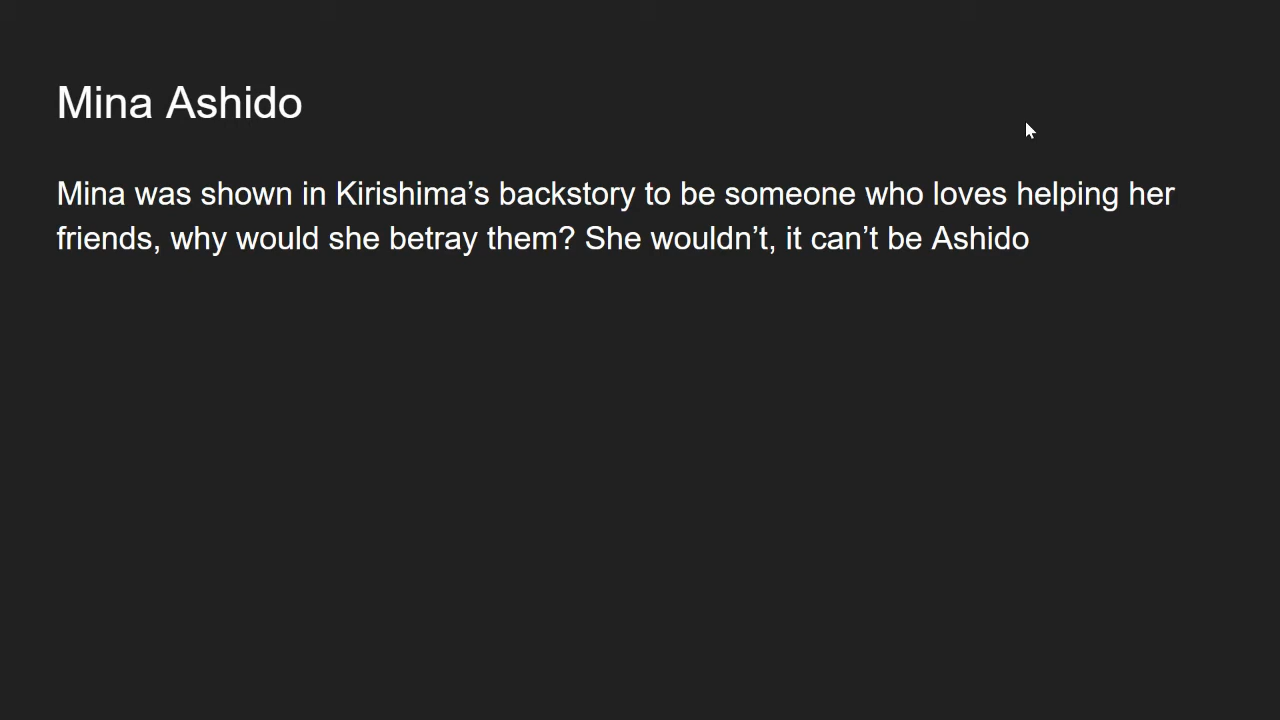 Mina Ashido
Mina was shown in Kirishima’s backstory to be someone who loves helping her
friends, why would she betray them? She wouldn’t, it can’t be Ashido